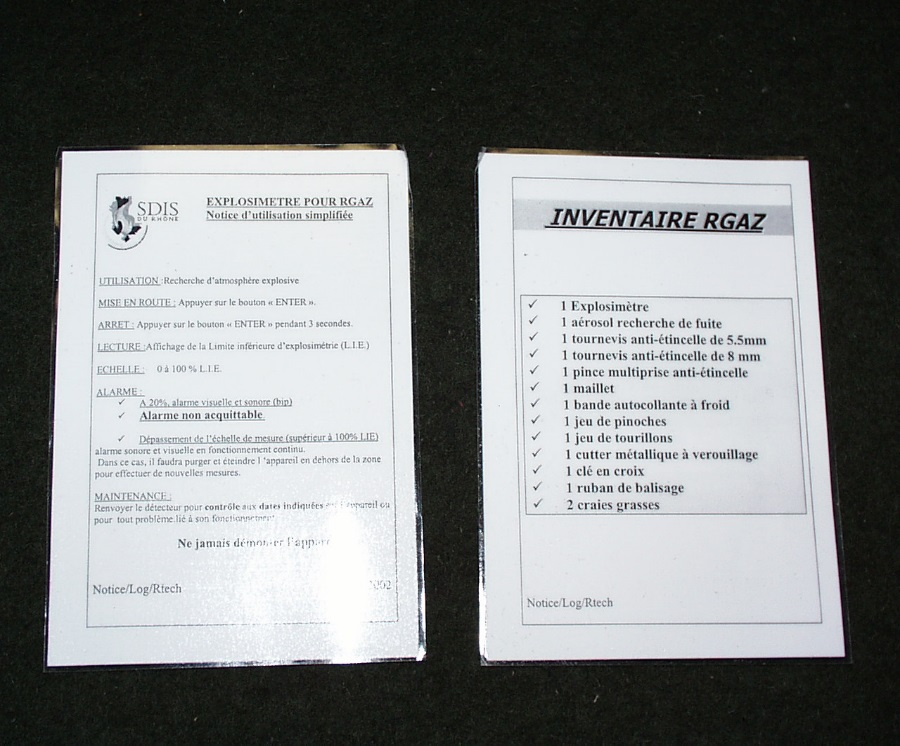 SDIS
DU RHÔNE
EXPLOSIMETRE POUR RGAZ
Notice d'utilisation simplifiée
UTILISATION :Recherche d'atmosphère explosive
MISE EN ROUTE : Appuyer sur le bouton « ENTER ».
ARRET : Appuyer sur le bouton « ENTER » pendant 3 secondes.
LECTURE :Affichage de la Limite inférieure d'explosimétrie (L.I.E.)
ECHELLE : 0 à 100 % L.I.E.
ALARME :
✓ A 20%, alarme visuelle et sonore (bip)
✓ Alarme non acquittable.
✓ Dépassement de l'échelle de mesure (supérieur à 100% LIE)
alarme sonore et visuelle en fonctionnement continu.
Dans ce cas, il faudra purger et éteindre l 'appareil en dehors de la zone
pour effectuer de nouvelles mesures.
MAINTENANCE :
Renvoyer le détecteur pour contrôle aux dates indiquées appareil ou
pour tout problème lié à son fonctionnement
Ne jamais démonter l'appar
Notice/Log/Rtech
INVENTAIRE RGAZ
✓ 1 Explosimètre
✓ 1 aérosol recherche de fuite
✓ 1 tournevis anti-étincelle de 5.5mm
✓ 1 tournevis anti-étincelle de 8 mm
✓ 1 pince multiprise anti-étincelle
✓ 1 maillet
✓ 1 bande autocollante à froid
✓ 1 jeu de pinoches
✓ 1 jeu de tourillons
✓ 1 cutter métallique à verouillage
✓ 1 clé en croix
✓ 1 ruban de balisage
✓ 2 craies grasses
Notice/Log/Rtech